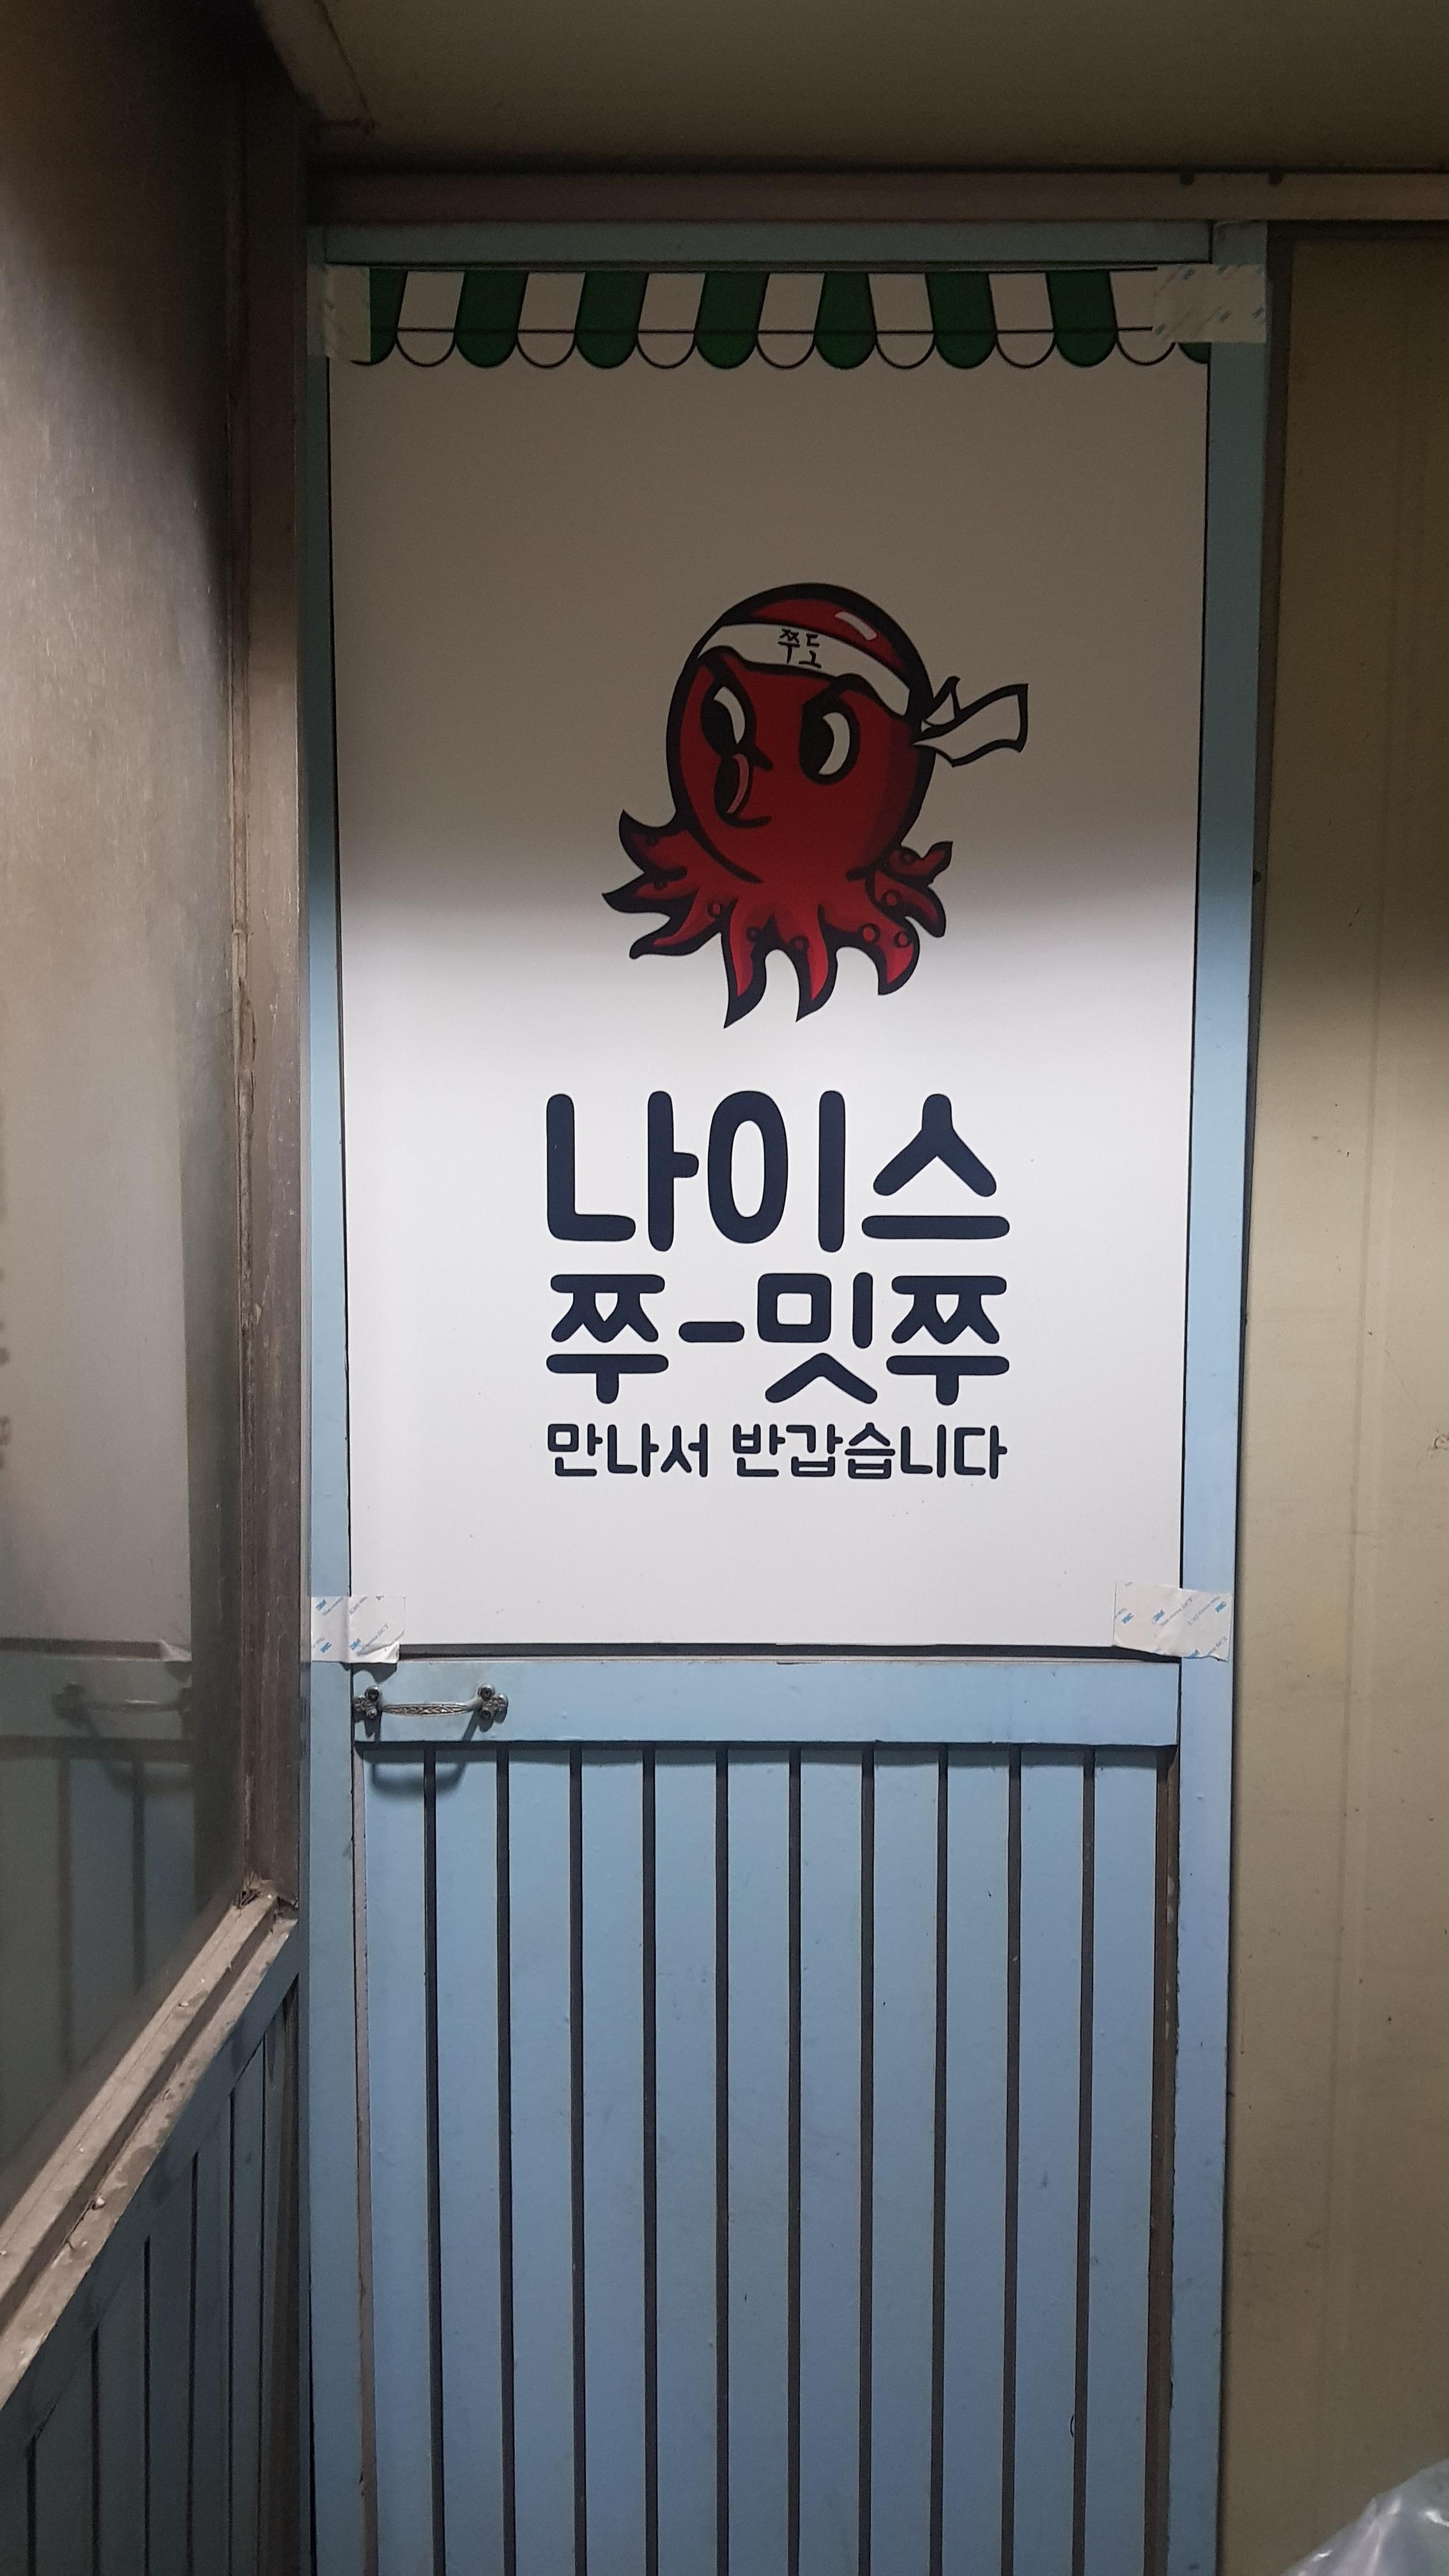 쭈도
나이스
쭈-밋쭈
만나서 반갑습니다